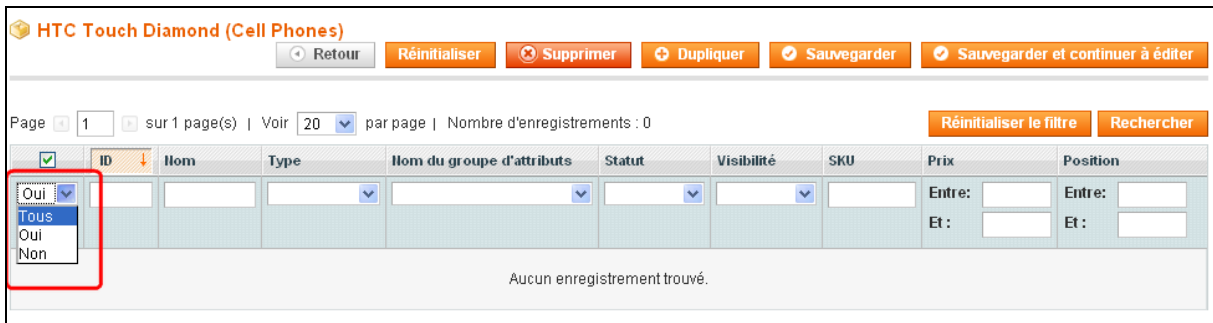 HTC Touch Diamond (Cell Phones)
Retour Réinitialiser Supprimer Dupliquer Sauvegarder Sauvegarder et continuer à éditer
Page 1 sur 1 page(s) | Voir 20 par page | Nombre d'enregistrements : 0 Réinitialiser le filtre Rechercher
ID Nom Type Nom du groupe d'attributs Statut Visibilité SKU Prix Position
Oui Entre: Entre:
Tous
Et : Et :
Oui
Non
Aucun enregistrement trouvé.